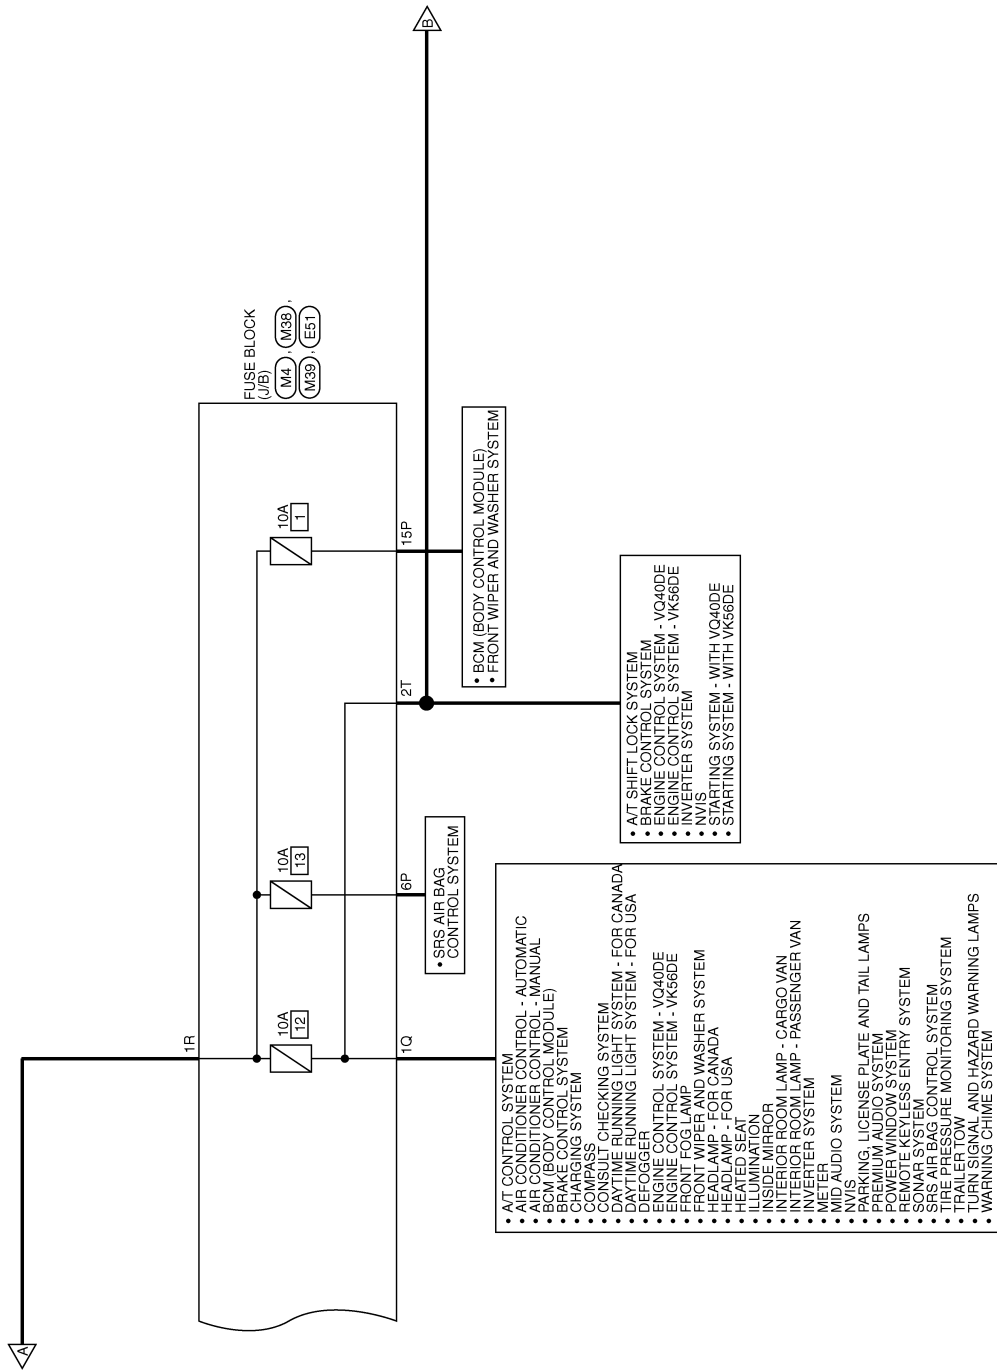 A
B
FUSE BLOCK
(J/B)
M4 , M38 ,
M39 , E51
1R
10A
12
10A
13
10A
1
1Q
6P
2T
15P
• SRS AIR BAG
CONTROL SYSTEM
• BCM (BODY CONTROL MODULE)
• FRONT WIPER AND WASHER SYSTEM
• A/T SHIFT LOCK SYSTEM
• BRAKE CONTROL SYSTEM
• ENGINE CONTROL SYSTEM - VQ40DE
• ENGINE CONTROL SYSTEM - VK56DE
• INVERTER SYSTEM
• NVIS
• STARTING SYSTEM - WITH VQ40DE
• STARTING SYSTEM - WITH VK56DE
• A/T CONTROL SYSTEM
• AIR CONDITIONER CONTROL - AUTOMATIC
• AIR CONDITIONER CONTROL - MANUAL
• BCM (BODY CONTROL MODULE)
• BRAKE CONTROL SYSTEM
• CHARGING SYSTEM
• COMPASS
• CONSULT CHECKING SYSTEM
• DAYTIME RUNNING LIGHT SYSTEM - FOR CANADA
• DAYTIME RUNNING LIGHT SYSTEM - FOR USA
• DEFOGGER
• ENGINE CONTROL SYSTEM - VQ40DE
• ENGINE CONTROL SYSTEM - VK56DE
• FRONT FOG LAMP
• FRONT WIPER AND WASHER SYSTEM
• HEADLAMP - FOR CANADA
• HEADLAMP - FOR USA
• HEATED SEAT
• ILLUMINATION
• INSIDE MIRROR
• INTERIOR ROOM LAMP - CARGO VAN
• INTERIOR ROOM LAMP - PASSENGER VAN
• INVERTER SYSTEM
• METER
• MID AUDIO SYSTEM
• NVIS
• PARKING, LICENSE PLATE AND TAIL LAMPS
• PREMIUM AUDIO SYSTEM
• POWER WINDOW SYSTEM
• REMOTE KEYLESS ENTRY SYSTEM
• SONAR SYSTEM
• SRS AIR BAG CONTROL SYSTEM
• TIRE PRESSURE MONITORING SYSTEM
• TRAILER TOW
• TURN SIGNAL AND HAZARD WARNING LAMPS
• WARNING CHIME SYSTEM